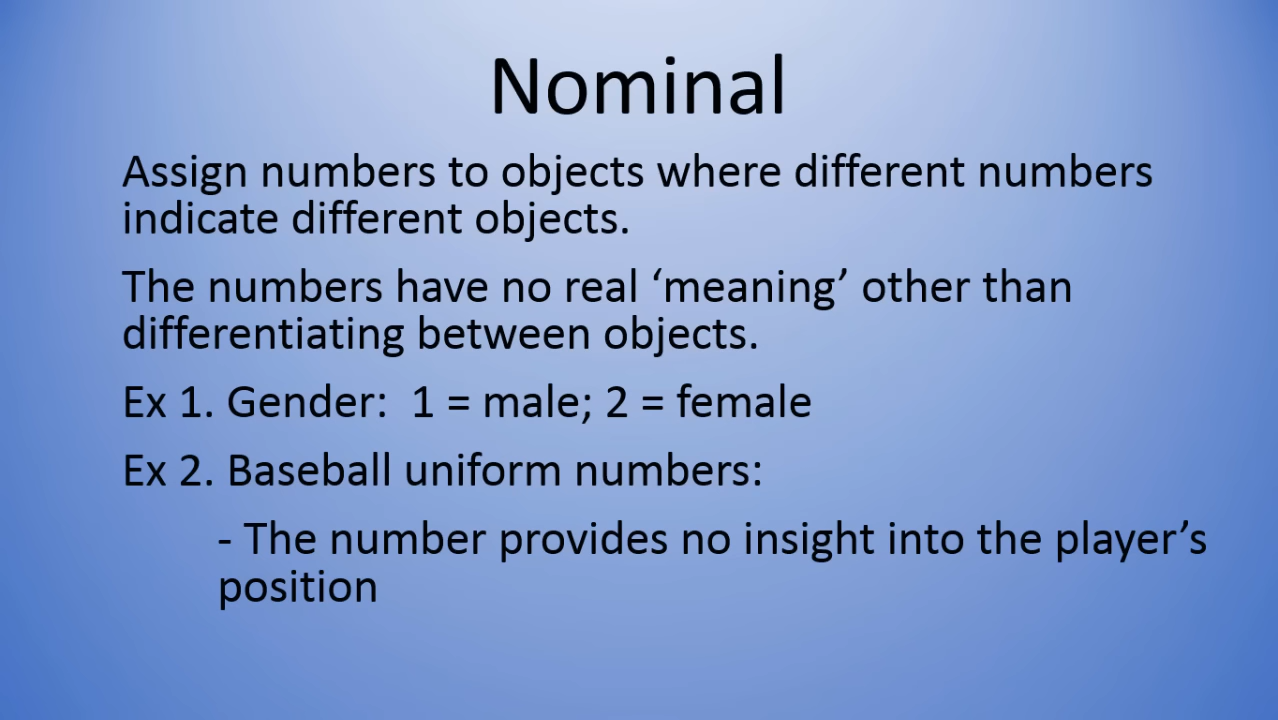 Nominal
Assign numbers to objects where different numbers
indicate different objects.
The numbers have no real ‘meaning’ other than
differentiating between objects.
Ex 1. Gender:  1 = male; 2 = female
Ex 2. Baseball uniform numbers:
- The number provides no insight into the player’s
position